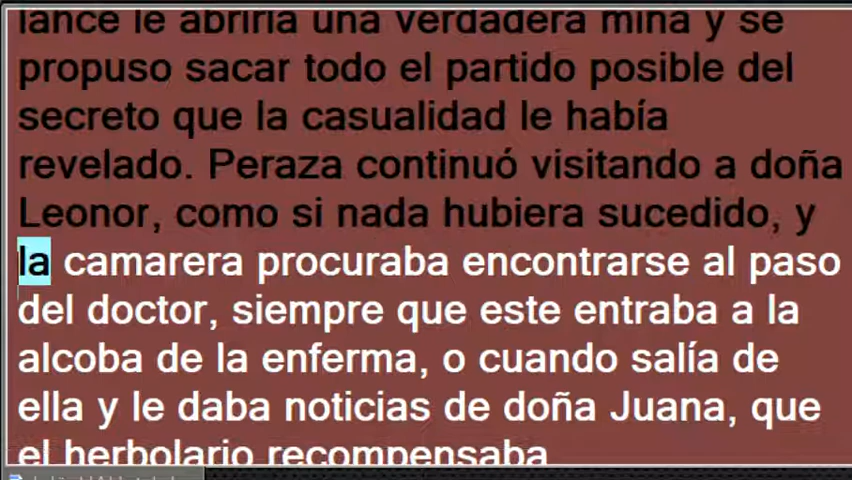 lance le abriría una verdadera mina y se
propuso sacar todo el partido posible del
secreto que la casualidad le había
revelado. Peraza continuó visitando a doña
Leonor, como si nada hubiera sucedido, y
la camarera procuraba encontrarse al paso
del doctor, siempre que este entraba a la
alcoba de la enferma, o cuando salía de
ella y le daba noticias de doña Juana, que
el herbolario recompensaba